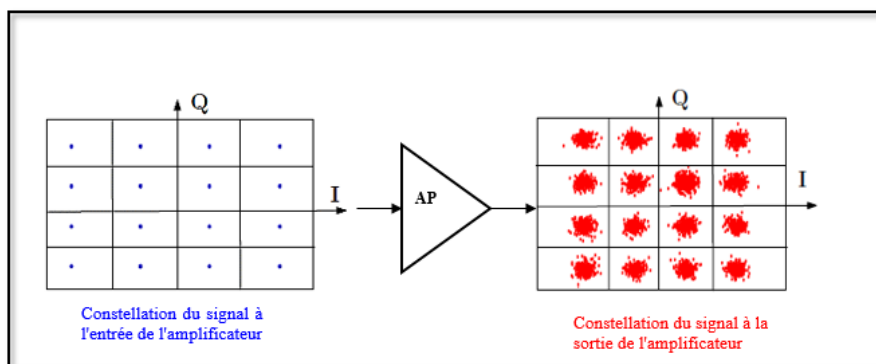 Q
I
Constellation du signal à
l'entrée de l'amplificateur
AP
Q
I
Constellation du signal à la
sortie de l'amplificateur